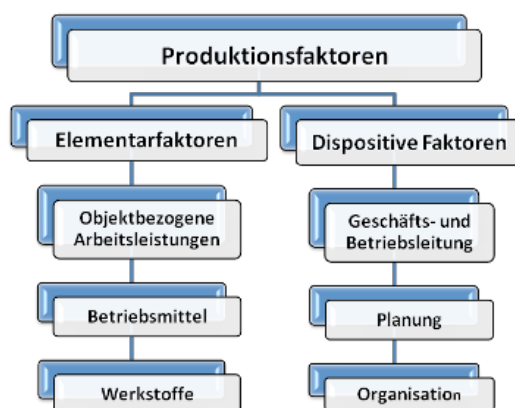 Produktionsfaktoren
Elementarfaktoren
Dispositive Faktoren
Objektbezogene
Arbeitsleistungen
Geschäfts- und
Betriebsleitung
Betriebsmittel
Planung
Werkstoffe
Organisation